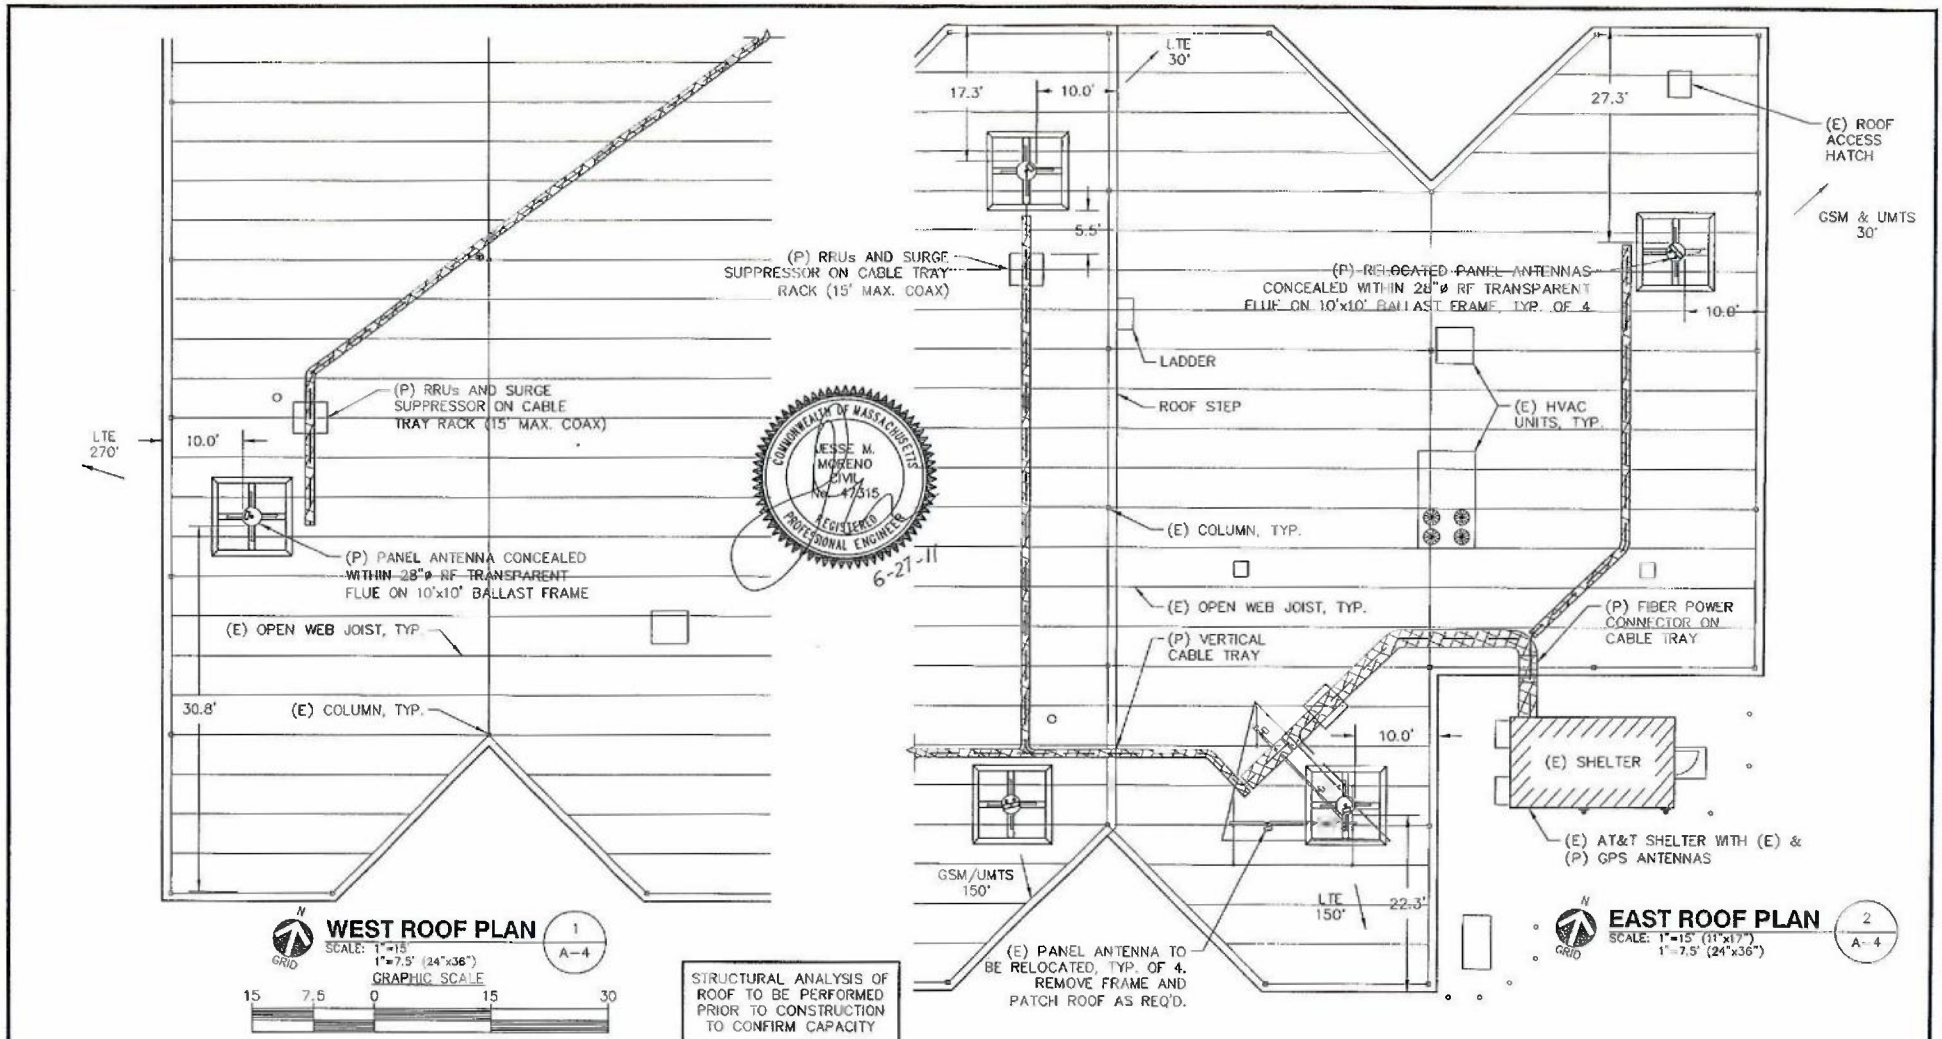 LTE
270'
10.0'
(P) RRUs AND SURGE
SUPPRESSOR ON CABLE
TRAY RACK (15' MAX. COAX)
(P) PANEL ANTENNA CONCEALED
WITHIN 28"ø RF TRANSPARENT
FLUE ON 10'x10' BALLAST FRAME
(E) OPEN WEB JOIST, TYP.
30.8'
(E) COLUMN, TYP.
N
GRID
WEST ROOF PLAN
SCALE: 1"=15'
1"=7.5' (24"x36")
1
A-4
GRAPHIC SCALE
15 7.5 0 15 30
STRUCTURAL ANALYSIS OF
ROOF TO BE PERFORMED
PRIOR TO CONSTRUCTION
TO CONFIRM CAPACITY
COMMONWEALTH OF MASSACHUSETTS
JESSE M.
MORENO
CIVIL
No. 47315
REGISTERED
PROFESSIONAL ENGINEER
6-27-11
LTE
30'
17.3'
10.0'
5.5'
(P) RRUs AND SURGE
SUPPRESSOR ON CABLE TRAY
RACK (15' MAX. COAX)
27.3'
(E) ROOF
ACCESS
HATCH
GSM & UMTS
30'
(P) RELOCATED PANEL ANTENNAS
CONCEALED WITHIN 28"ø RF TRANSPARENT
FLUE ON 10'x10' BALLAST FRAME, TYP. OF 4
10.0'
LADDER
ROOF STEP
(E) HVAC
UNITS, TYP.
(E) COLUMN, TYP.
(E) OPEN WEB JOIST, TYP.
(P) VERTICAL
CABLE TRAY
(P) FIBER POWER
CONNECTOR ON
CABLE TRAY
10.0'
(E) SHELTER
(E) AT&T SHELTER WITH (E) &
(P) GPS ANTENNAS
GSM/UMTS
150'
LTE
150'
22.3'
(E) PANEL ANTENNA TO
BE RELOCATED, TYP. OF 4.
REMOVE FRAME AND
PATCH ROOF AS REQ'D.
N
GRID
EAST ROOF PLAN
SCALE: 1"=15' (11"x17")
1"=7.5' (24"x36")
2
A-4